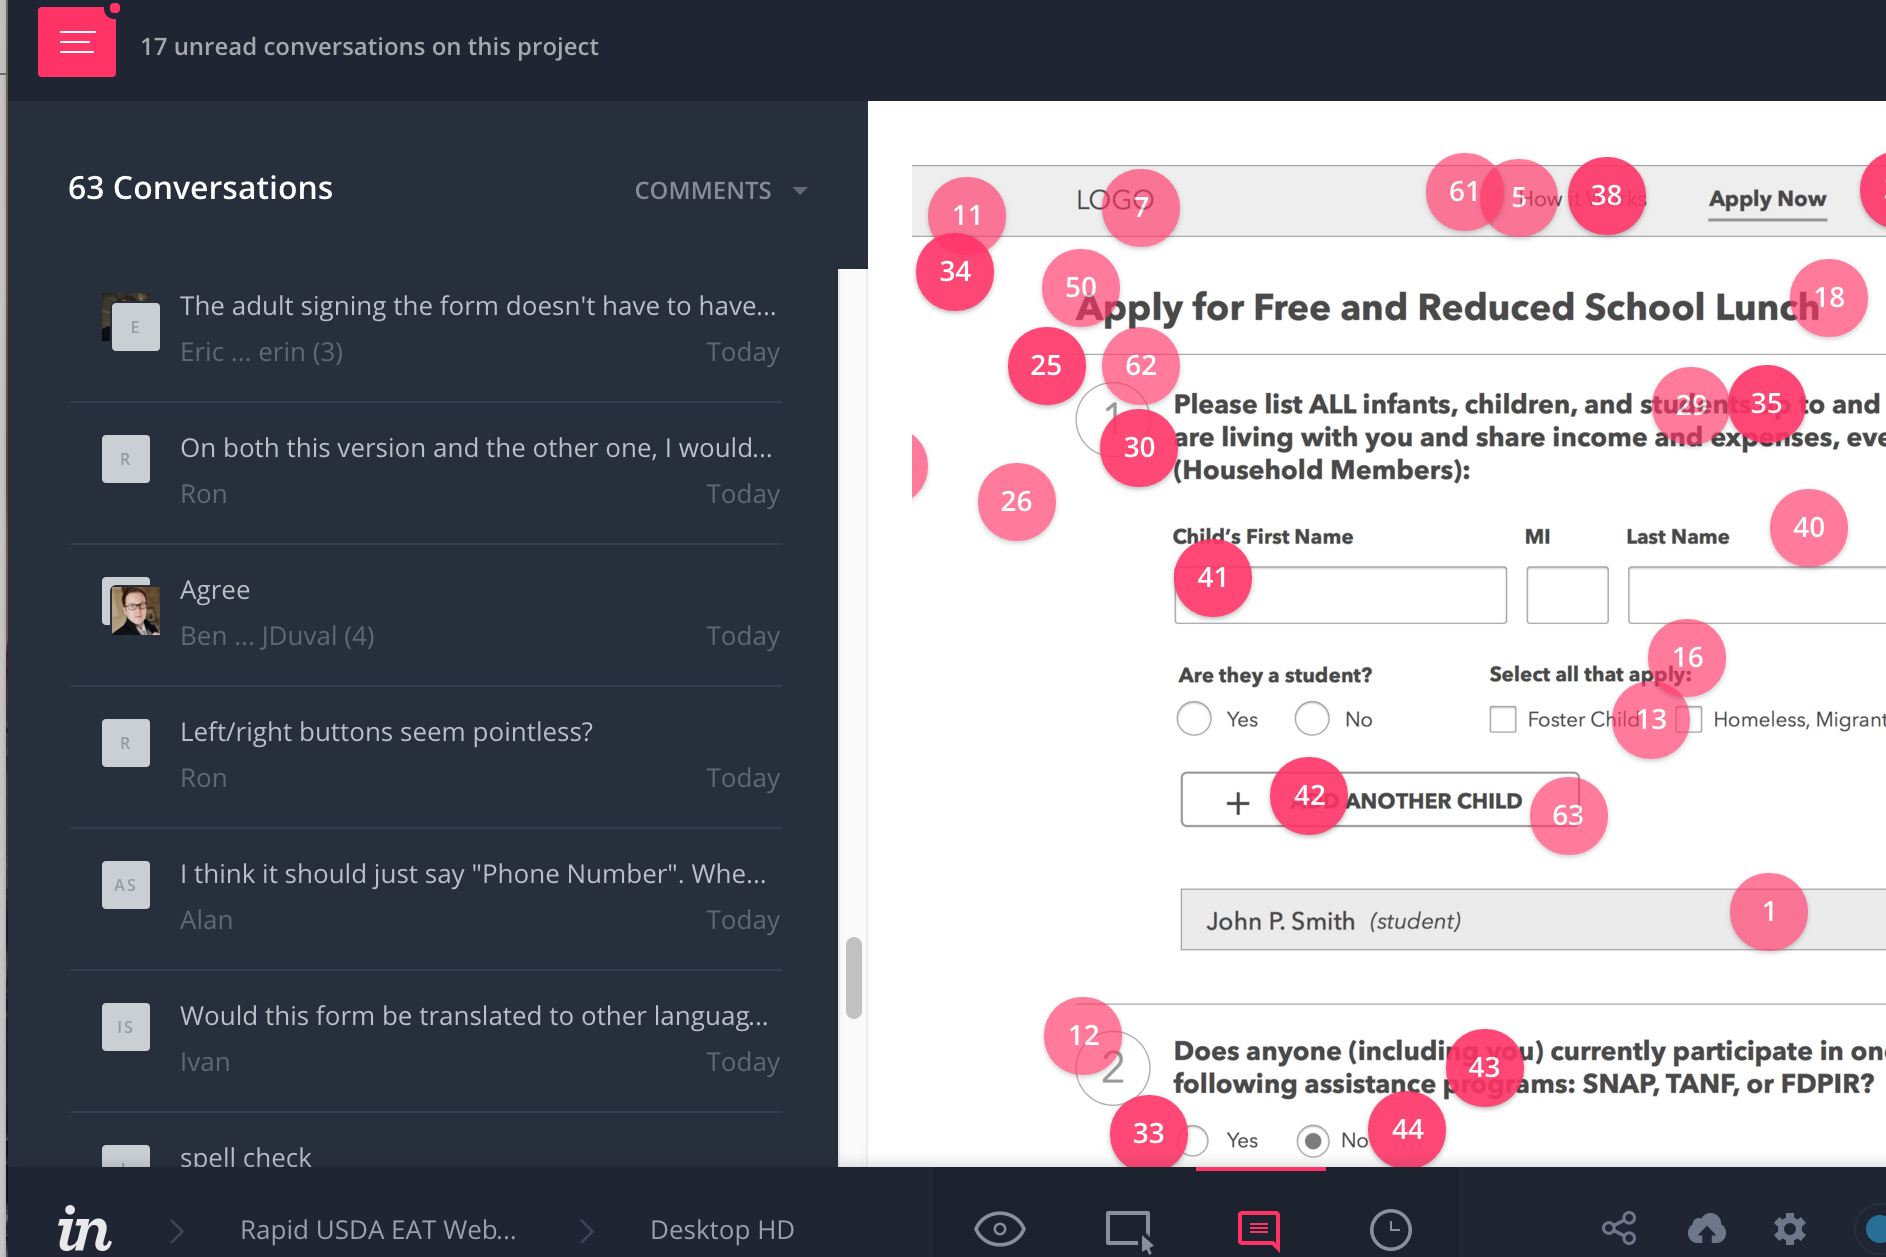 17 unread conversations on this project
63 Conversations
COMMENTS
The adult signing the form doesn't have to have...
E
Eric ... erin (3)
Today
On both this version and the other one, I would...
R
Ron
Today
Agree
Ben ... JDuval (4)
Today
Left/right buttons seem pointless?
R
Ron
Today
I think it should just say "Phone Number". Whe...
AS
Alan
Today
Would this form be translated to other languag...
IS
Ivan
Today
spell check
LOGO
7
11
61
5
How it Works
38
Apply Now
34
50
Apply for Free and Reduced School Lunch
18
25
62
1
Please list ALL infants, children, and students up to and
29
35
are living with you and share income and expenses, eve
30
(Household Members):
26
Child's First Name
MI
Last Name
40
41
16
Are they a student?
Select all that apply:
Yes
No
Foster Child
13
Homeless, Migrant
+ ADD ANOTHER CHILD
42
63
John P. Smith (student)
1
12
2
Does anyone (including you) currently participate in on
43
following assistance programs: SNAP, TANF, or FDPIR?
33
Yes
No
44
in
Rapid USDA EAT Web...
Desktop HD